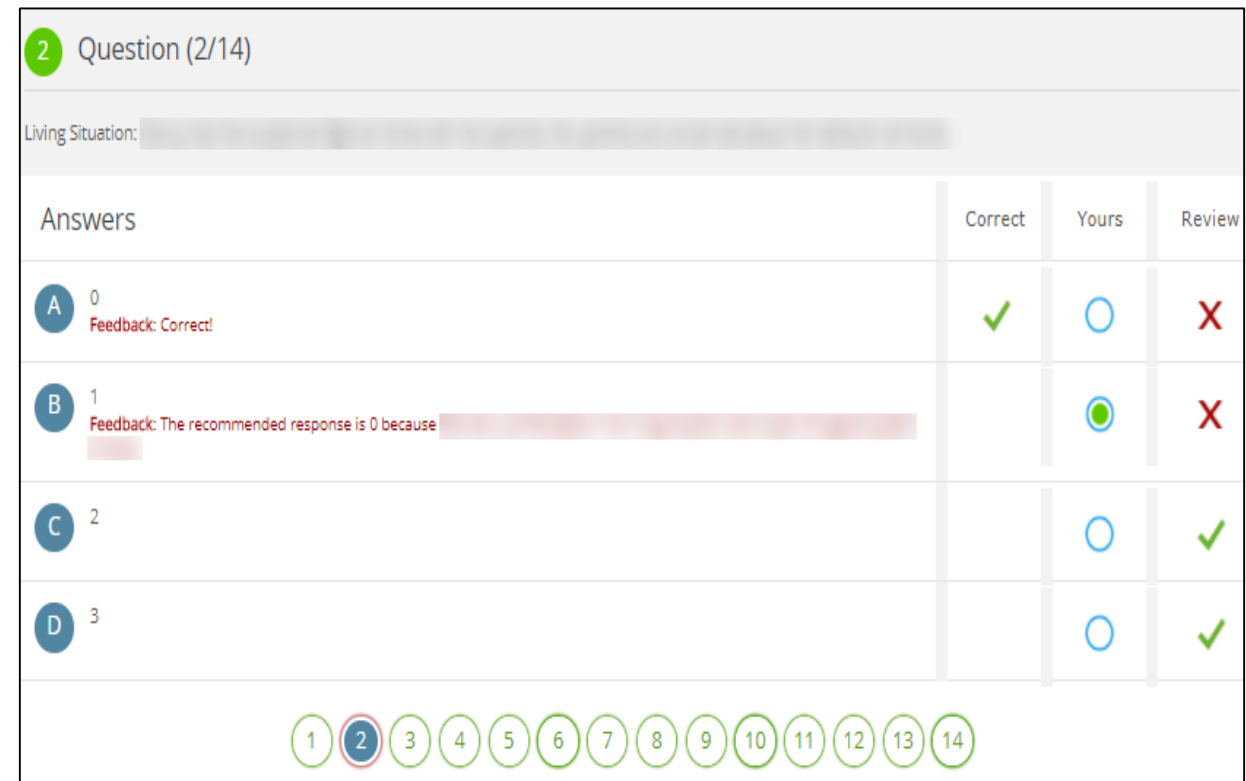 2 Question (2/14)
Living Situation:
Answers Correct Yours Review
A 0
Feedback: Correct!
B 1
Feedback: The recommended response is 0 because
C 2
D 3
1 2 3 4 5 6 7 8 9 10 11 12 13 14